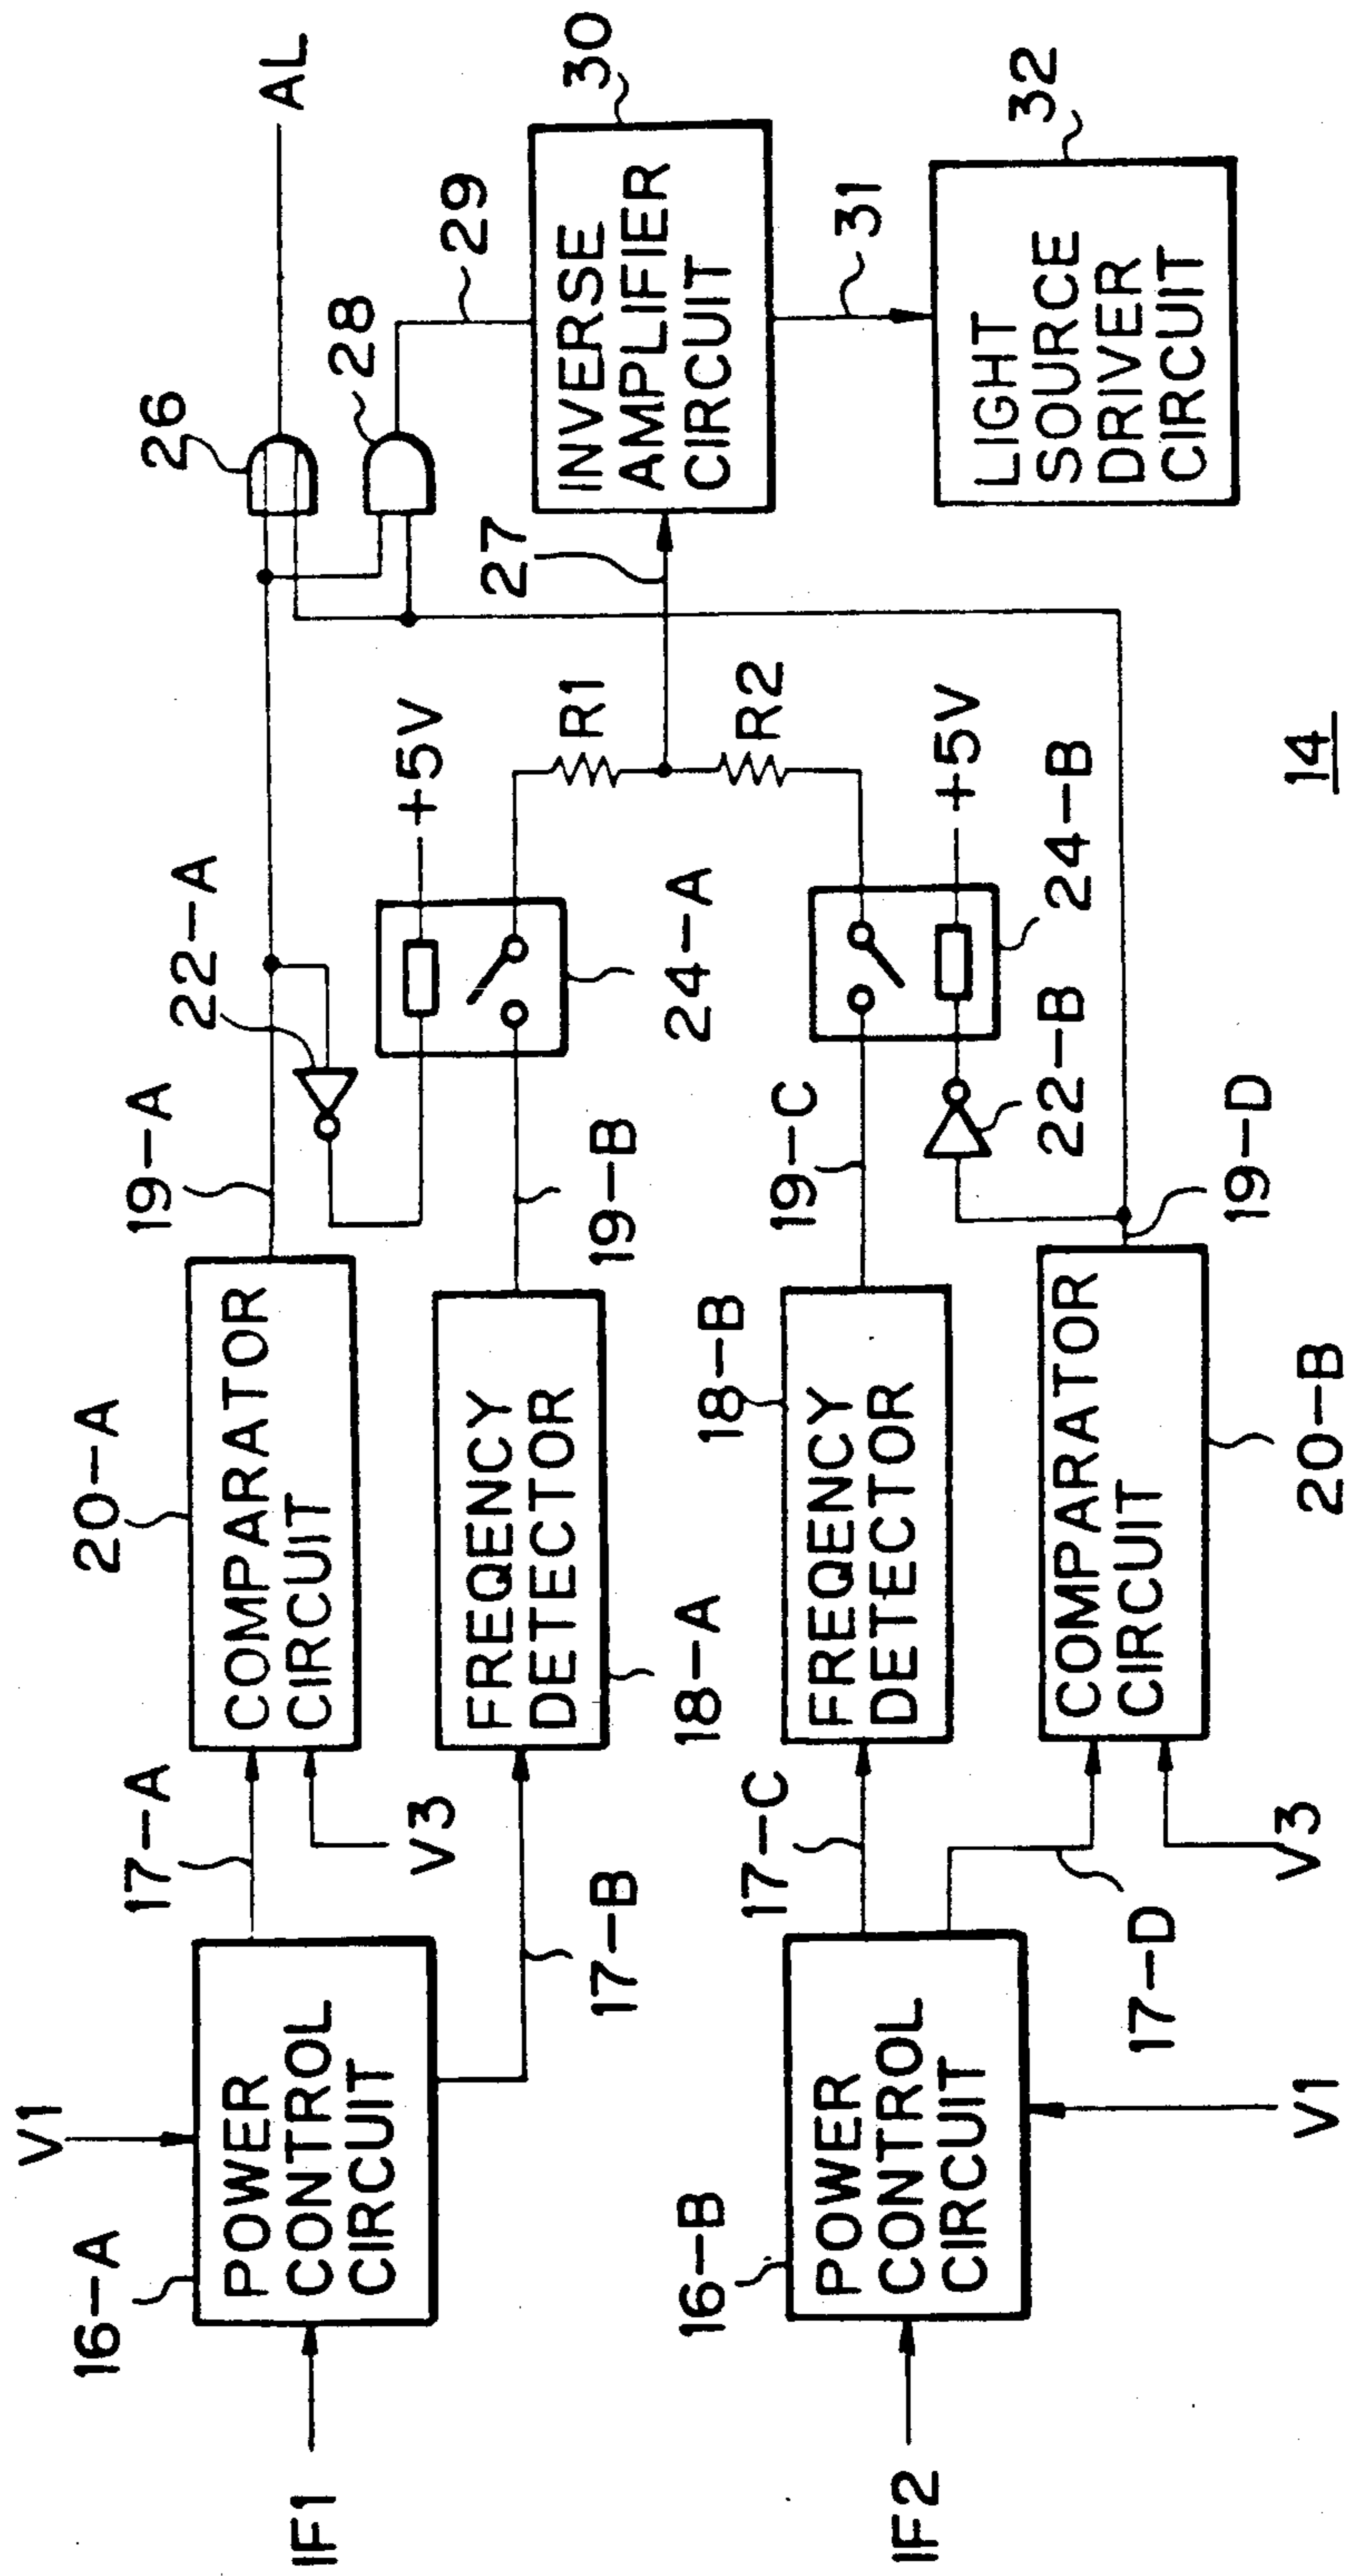 IF1
16-A
V1
POWER
CONTROL
CIRCUIT
17-A
V3
17-B
20-A
COMPARATOR
CIRCUIT
FREQENCY
DETECTOR
18-A
19-A
19-B
22-A
+5V
24-A
R1
R2
26
AL
28
29
27
INVERSE
AMPLIFIER
CIRCUIT
30
31
LIGHT
SOURCE
DRIVER
CIRCUIT
32
IF2
16-B
POWER
CONTROL
CIRCUIT
V1
17-C
17-D
V3
18-B
FREQENCY
DETECTOR
COMPARATOR
CIRCUIT
20-B
19-C
19-D
22-B
24-B
+5V
14